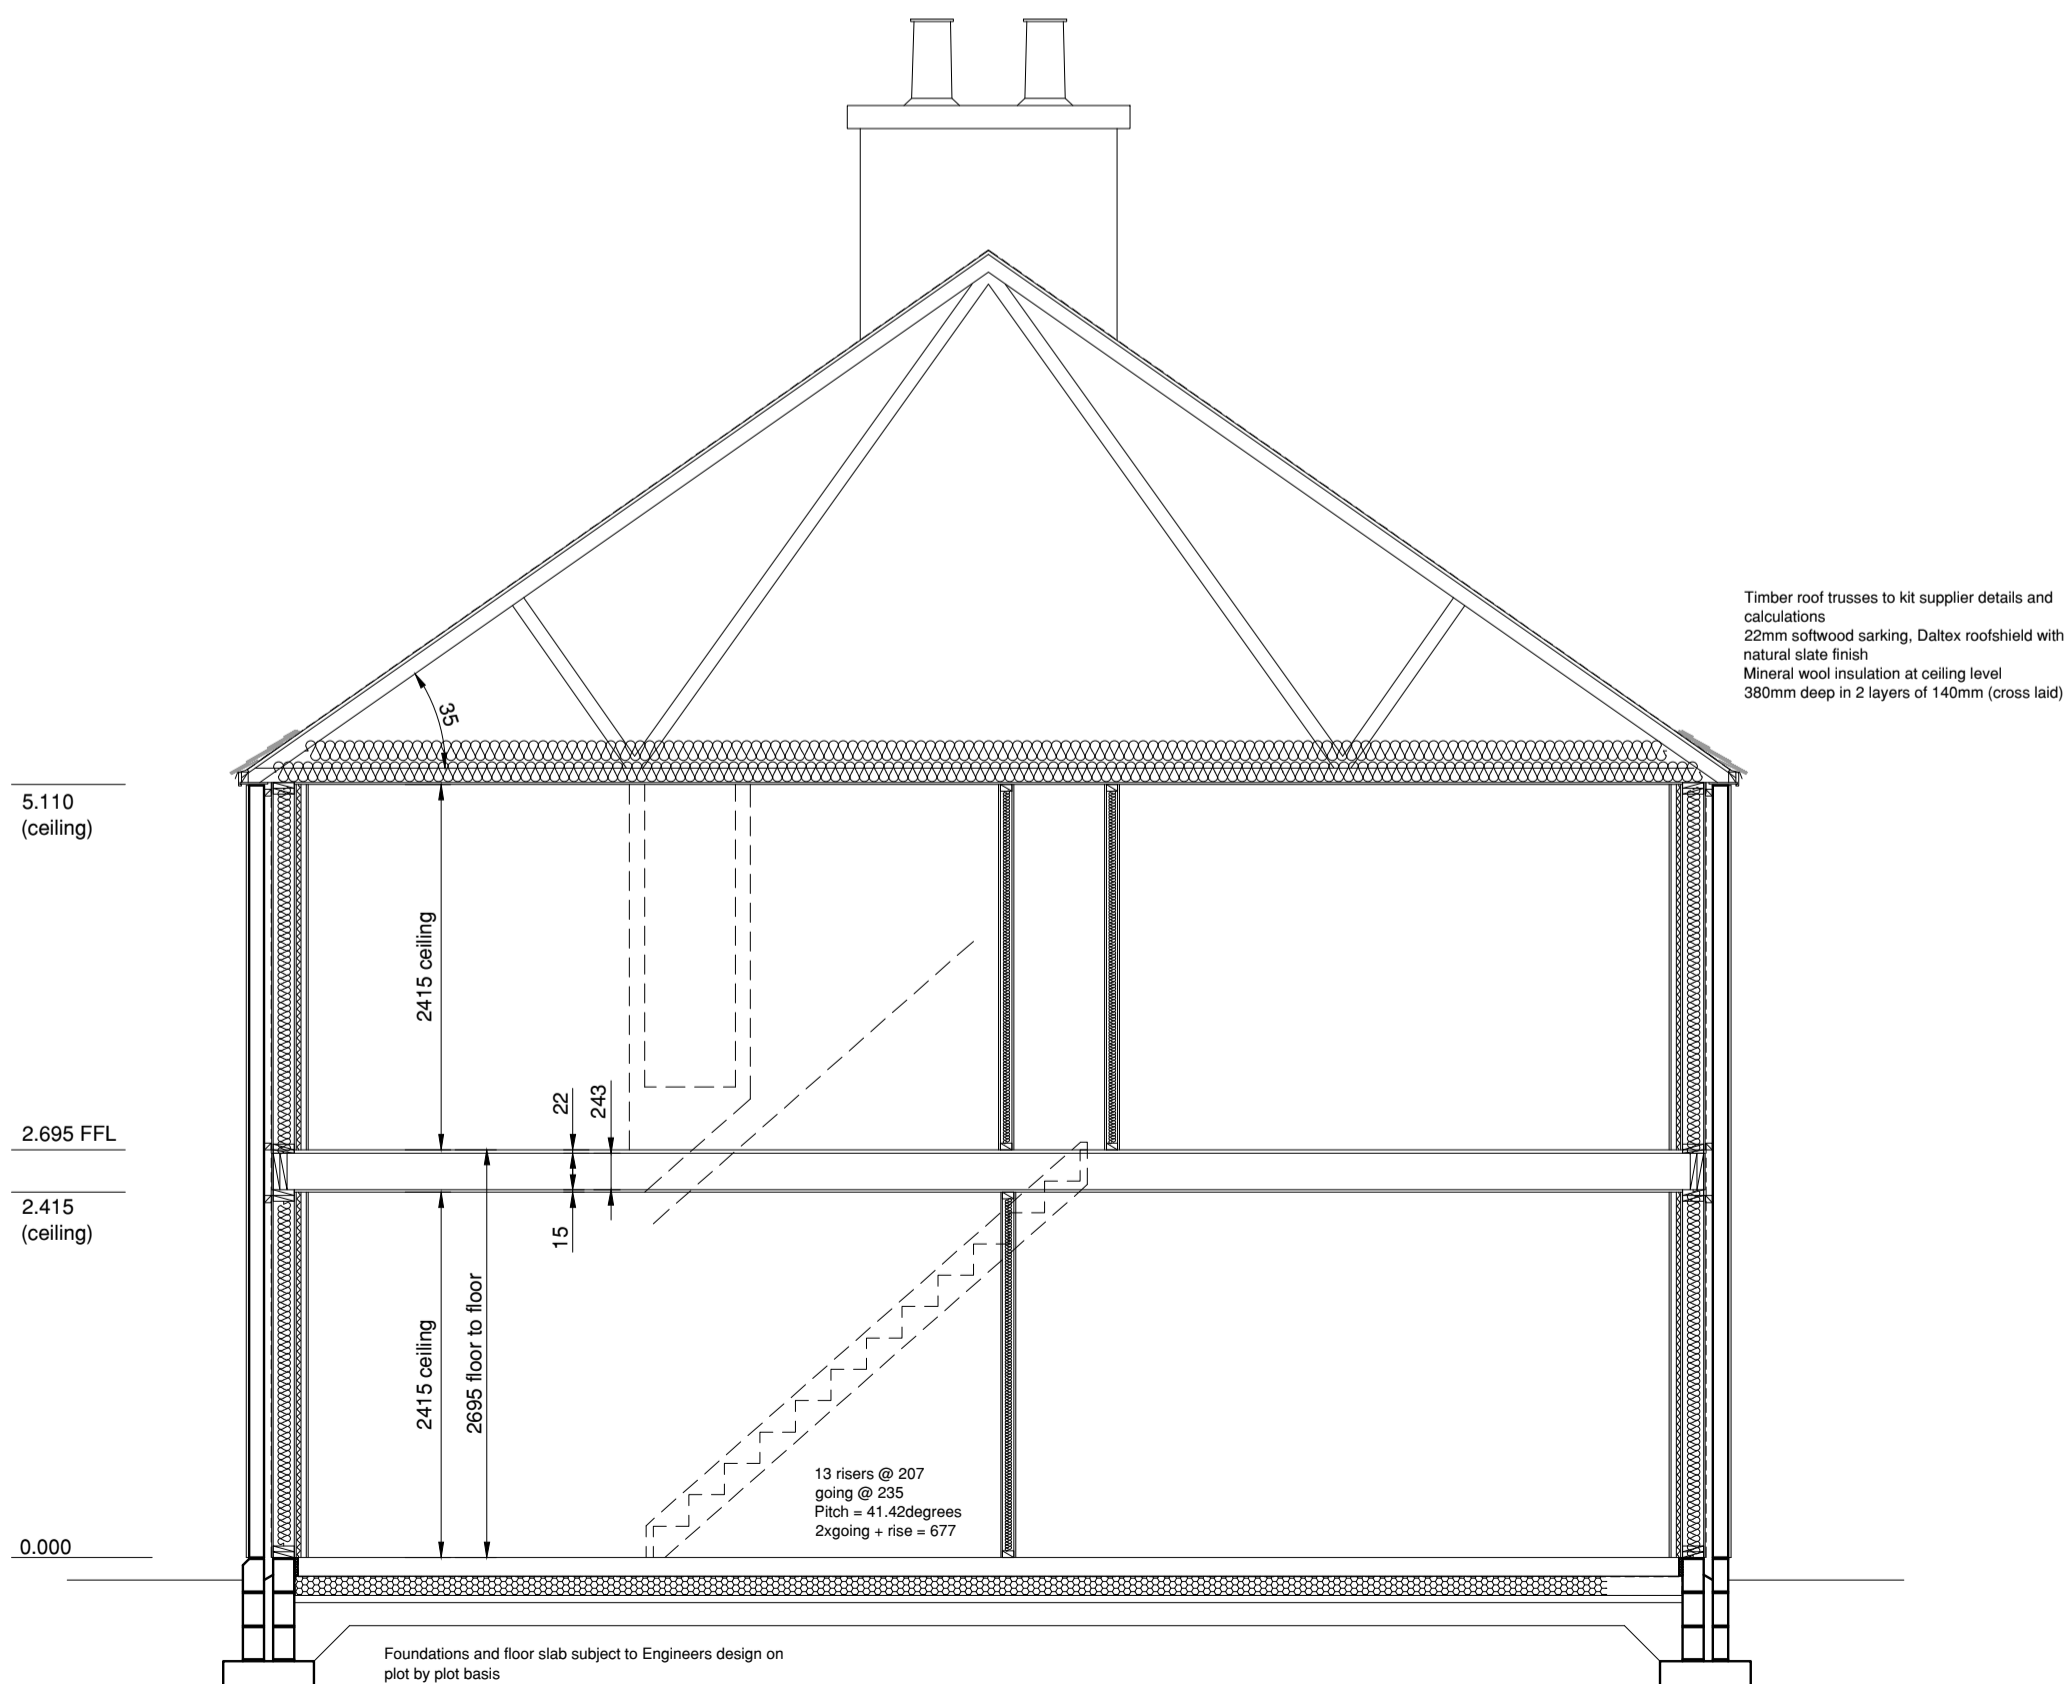 Timber roof trusses to kit supplier details and
calculations
22mm softwood sarking, Daltex roofshield with
natural slate finish
Mineral wool insulation at ceiling level
380mm deep in 2 layers of 140mm (cross laid)
35
5.110
(ceiling)
2415 ceiling
22
243
2.695 FFL
2.415
(ceiling)
15
2415 ceiling
2695 floor to floor
13 risers @ 207
going @ 235
Pitch = 41.42degrees
2xgoing + rise = 677
0.000
Foundations and floor slab subject to Engineers design on
plot by plot basis